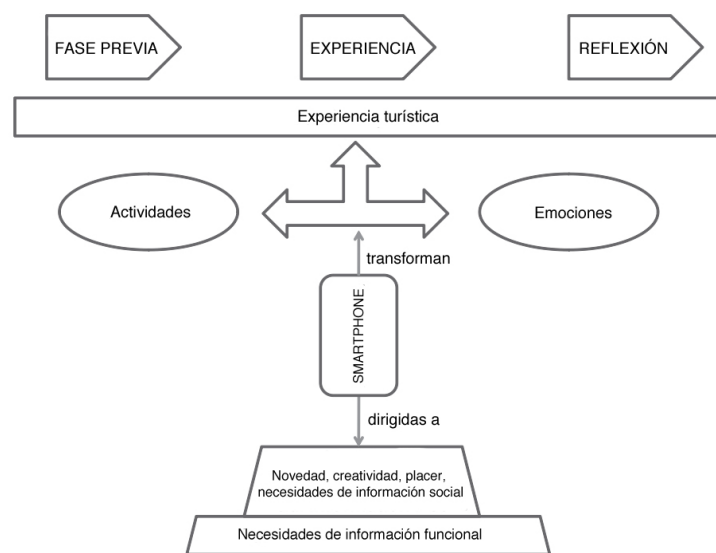 FASE PREVIA
EXPERIENCIA
REFLEXIÓN
Experiencia turística
Actividades
Emociones
transforman
SMARTPHONE
dirigidas a
Novedad, creatividad, placer,
necesidades de información social
Necesidades de información funcional